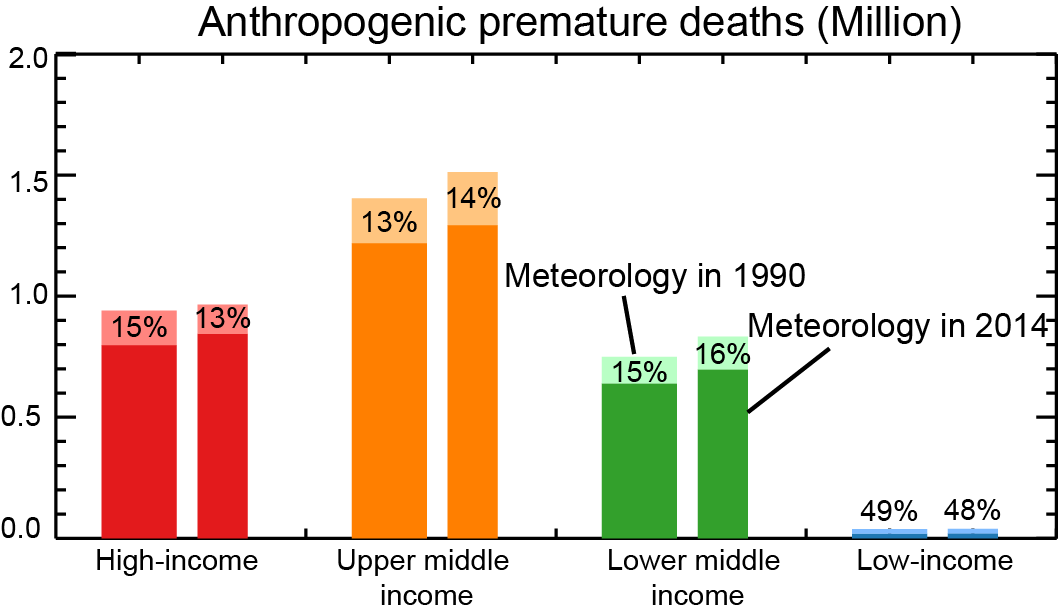 Anthropogenic premature deaths (Million)
2.0
1.5
1.0
0.5
0.0
15%
13%
13%
14%
15%
16%
49%
48%
Meteorology in 1990
Meteorology in 2014
High-income
Upper middle
income
Lower middle
income
Low-income